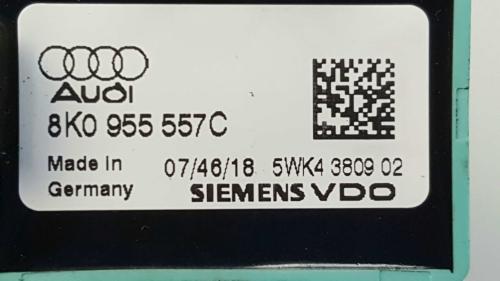 Audi
8K0 955 557C
Made in 07/46/18 5WK4 3809 02
Germany SIEMENS VDO